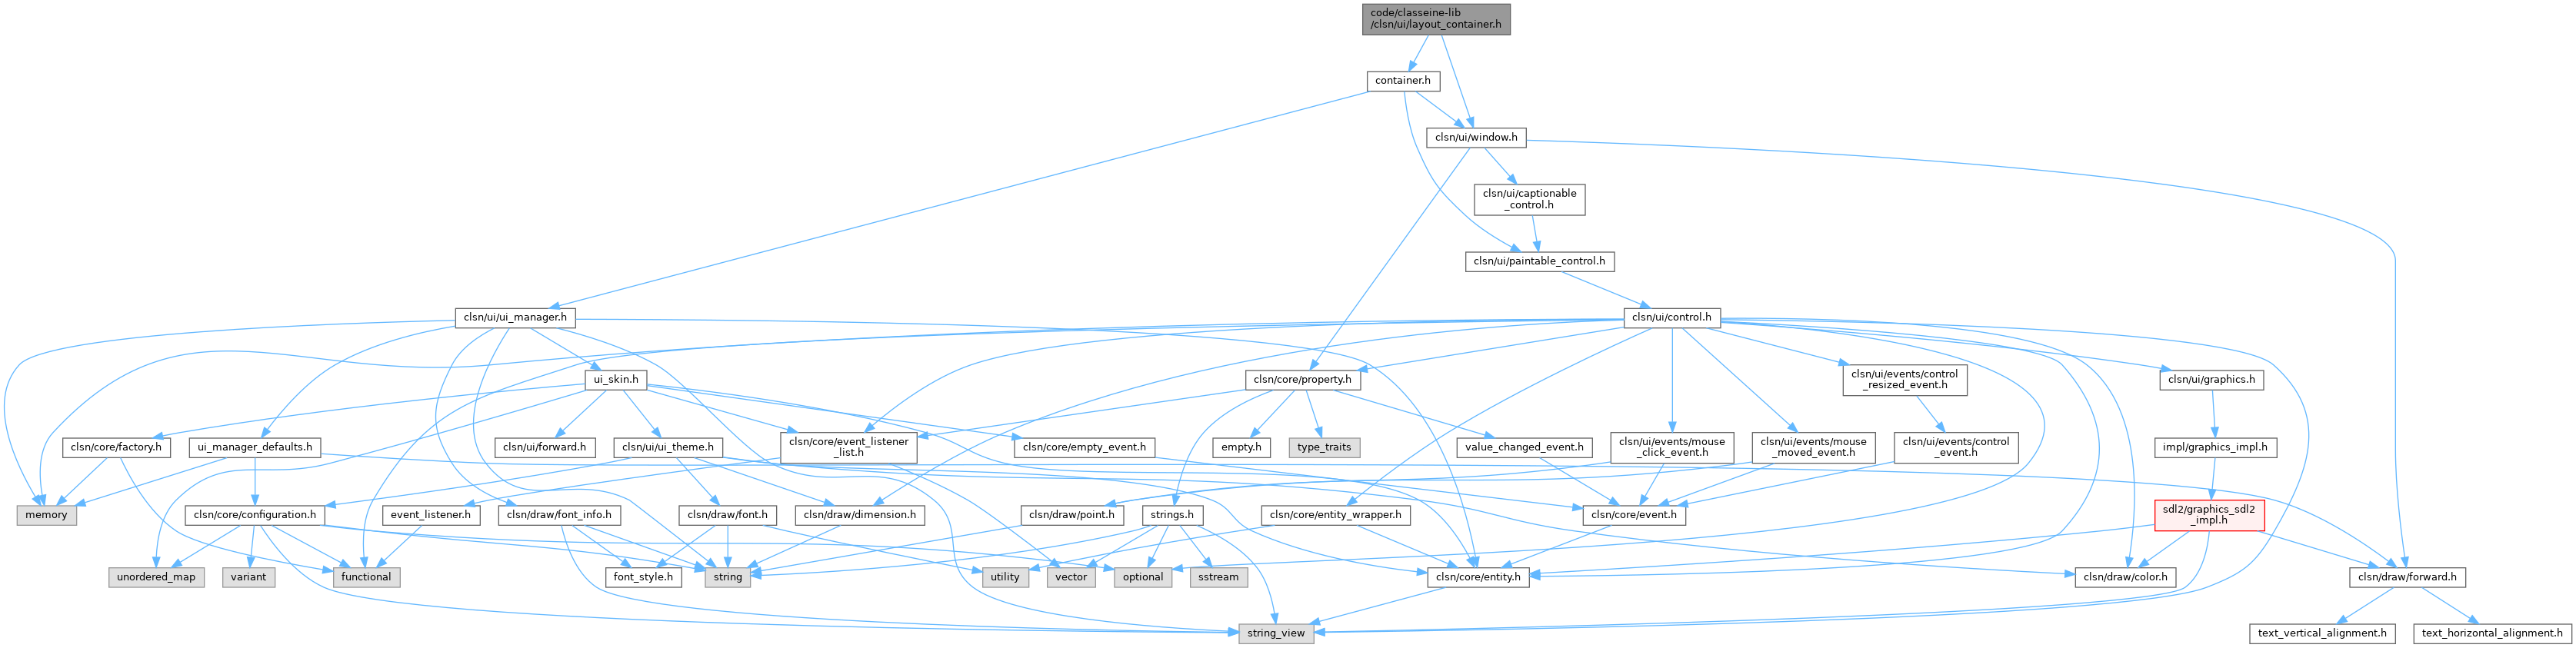 code/classeine-lib
/clsn/ui/layout_container.h
container.h
clsn/ui/window.h
clsn/ui/captionable
_control.h
clsn/ui/paintable_control.h
clsn/ui/ui_manager.h
clsn/ui/control.h
ui_skin.h
clsn/core/property.h
clsn/ui/events/control
_resized_event.h
clsn/ui/graphics.h
clsn/core/factory.h
ui_manager_defaults.h
clsn/ui/forward.h
clsn/ui/ui_theme.h
clsn/core/event_listener
_list.h
clsn/core/empty_event.h
empty.h
type_traits
value_changed_event.h
clsn/ui/events/mouse
_click_event.h
clsn/ui/events/mouse
_moved_event.h
clsn/ui/events/control
_event.h
impl/graphics_impl.h
memory
clsn/core/configuration.h
event_listener.h
clsn/draw/font_info.h
clsn/draw/font.h
clsn/draw/dimension.h
clsn/draw/point.h
strings.h
clsn/core/entity_wrapper.h
clsn/core/event.h
sdl2/graphics_sdl2
_impl.h
unordered_map
variant
functional
font_style.h
string
utility
vector
optional
sstream
clsn/core/entity.h
clsn/draw/color.h
clsn/draw/forward.h
string_view
text_vertical_alignment.h
text_horizontal_alignment.h